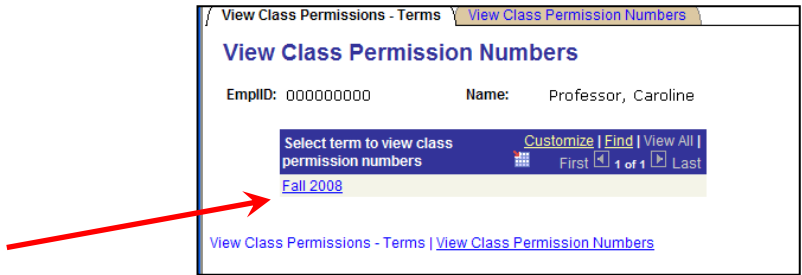 View Class Permissions - Terms View Class Permission Numbers
View Class Permission Numbers
EmplID: 000000000 Name: Professor, Caroline
Select term to view class permission numbers Customize | Find | View All |
First 1 of 1 Last
Fall 2008
View Class Permissions - Terms | View Class Permission Numbers